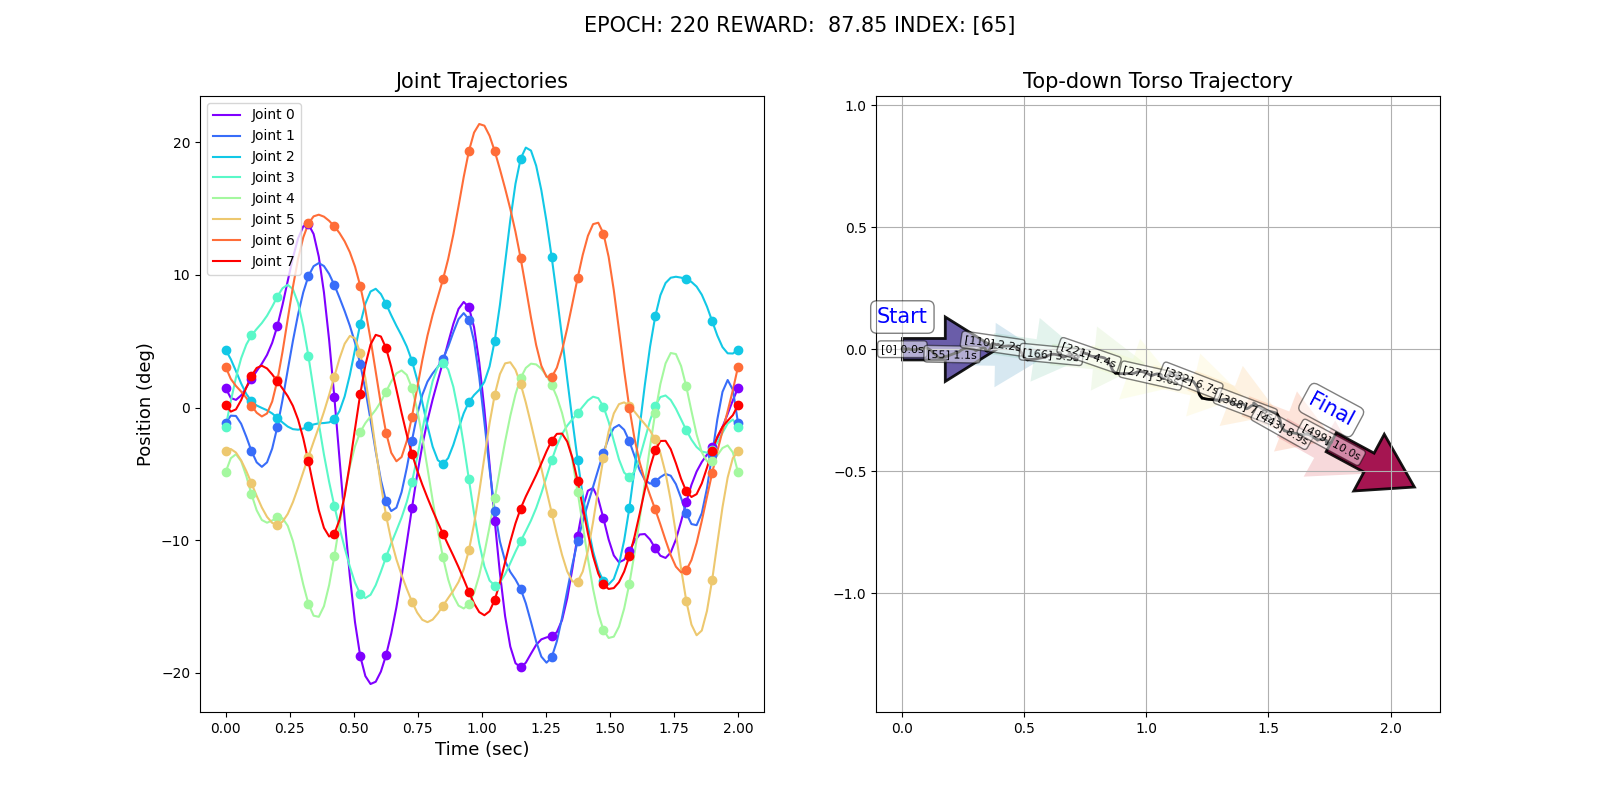 EPOCH: 220 REWARD:  87.85 INDEX: [65]
Joint Trajectories
Joint 0
Joint 1
Joint 2
Joint 3
Joint 4
Joint 5
Joint 6
Joint 7
20
10
0
−10
−20
Position (deg)
0.00 0.25 0.50 0.75 1.00 1.25 1.50 1.75 2.00
Time (sec)
Top-down Torso Trajectory
1.0
0.5
0.0
−0.5
−1.0
0.0 0.5 1.0 1.5 2.0
Start
Final
[0] 0.0s
[55] 1.1s
[110] 2.2s
[166]
[221] 4.4s
[277]
[332] 6.7s
[388]
[443] 8.9s
[499] 10.0s